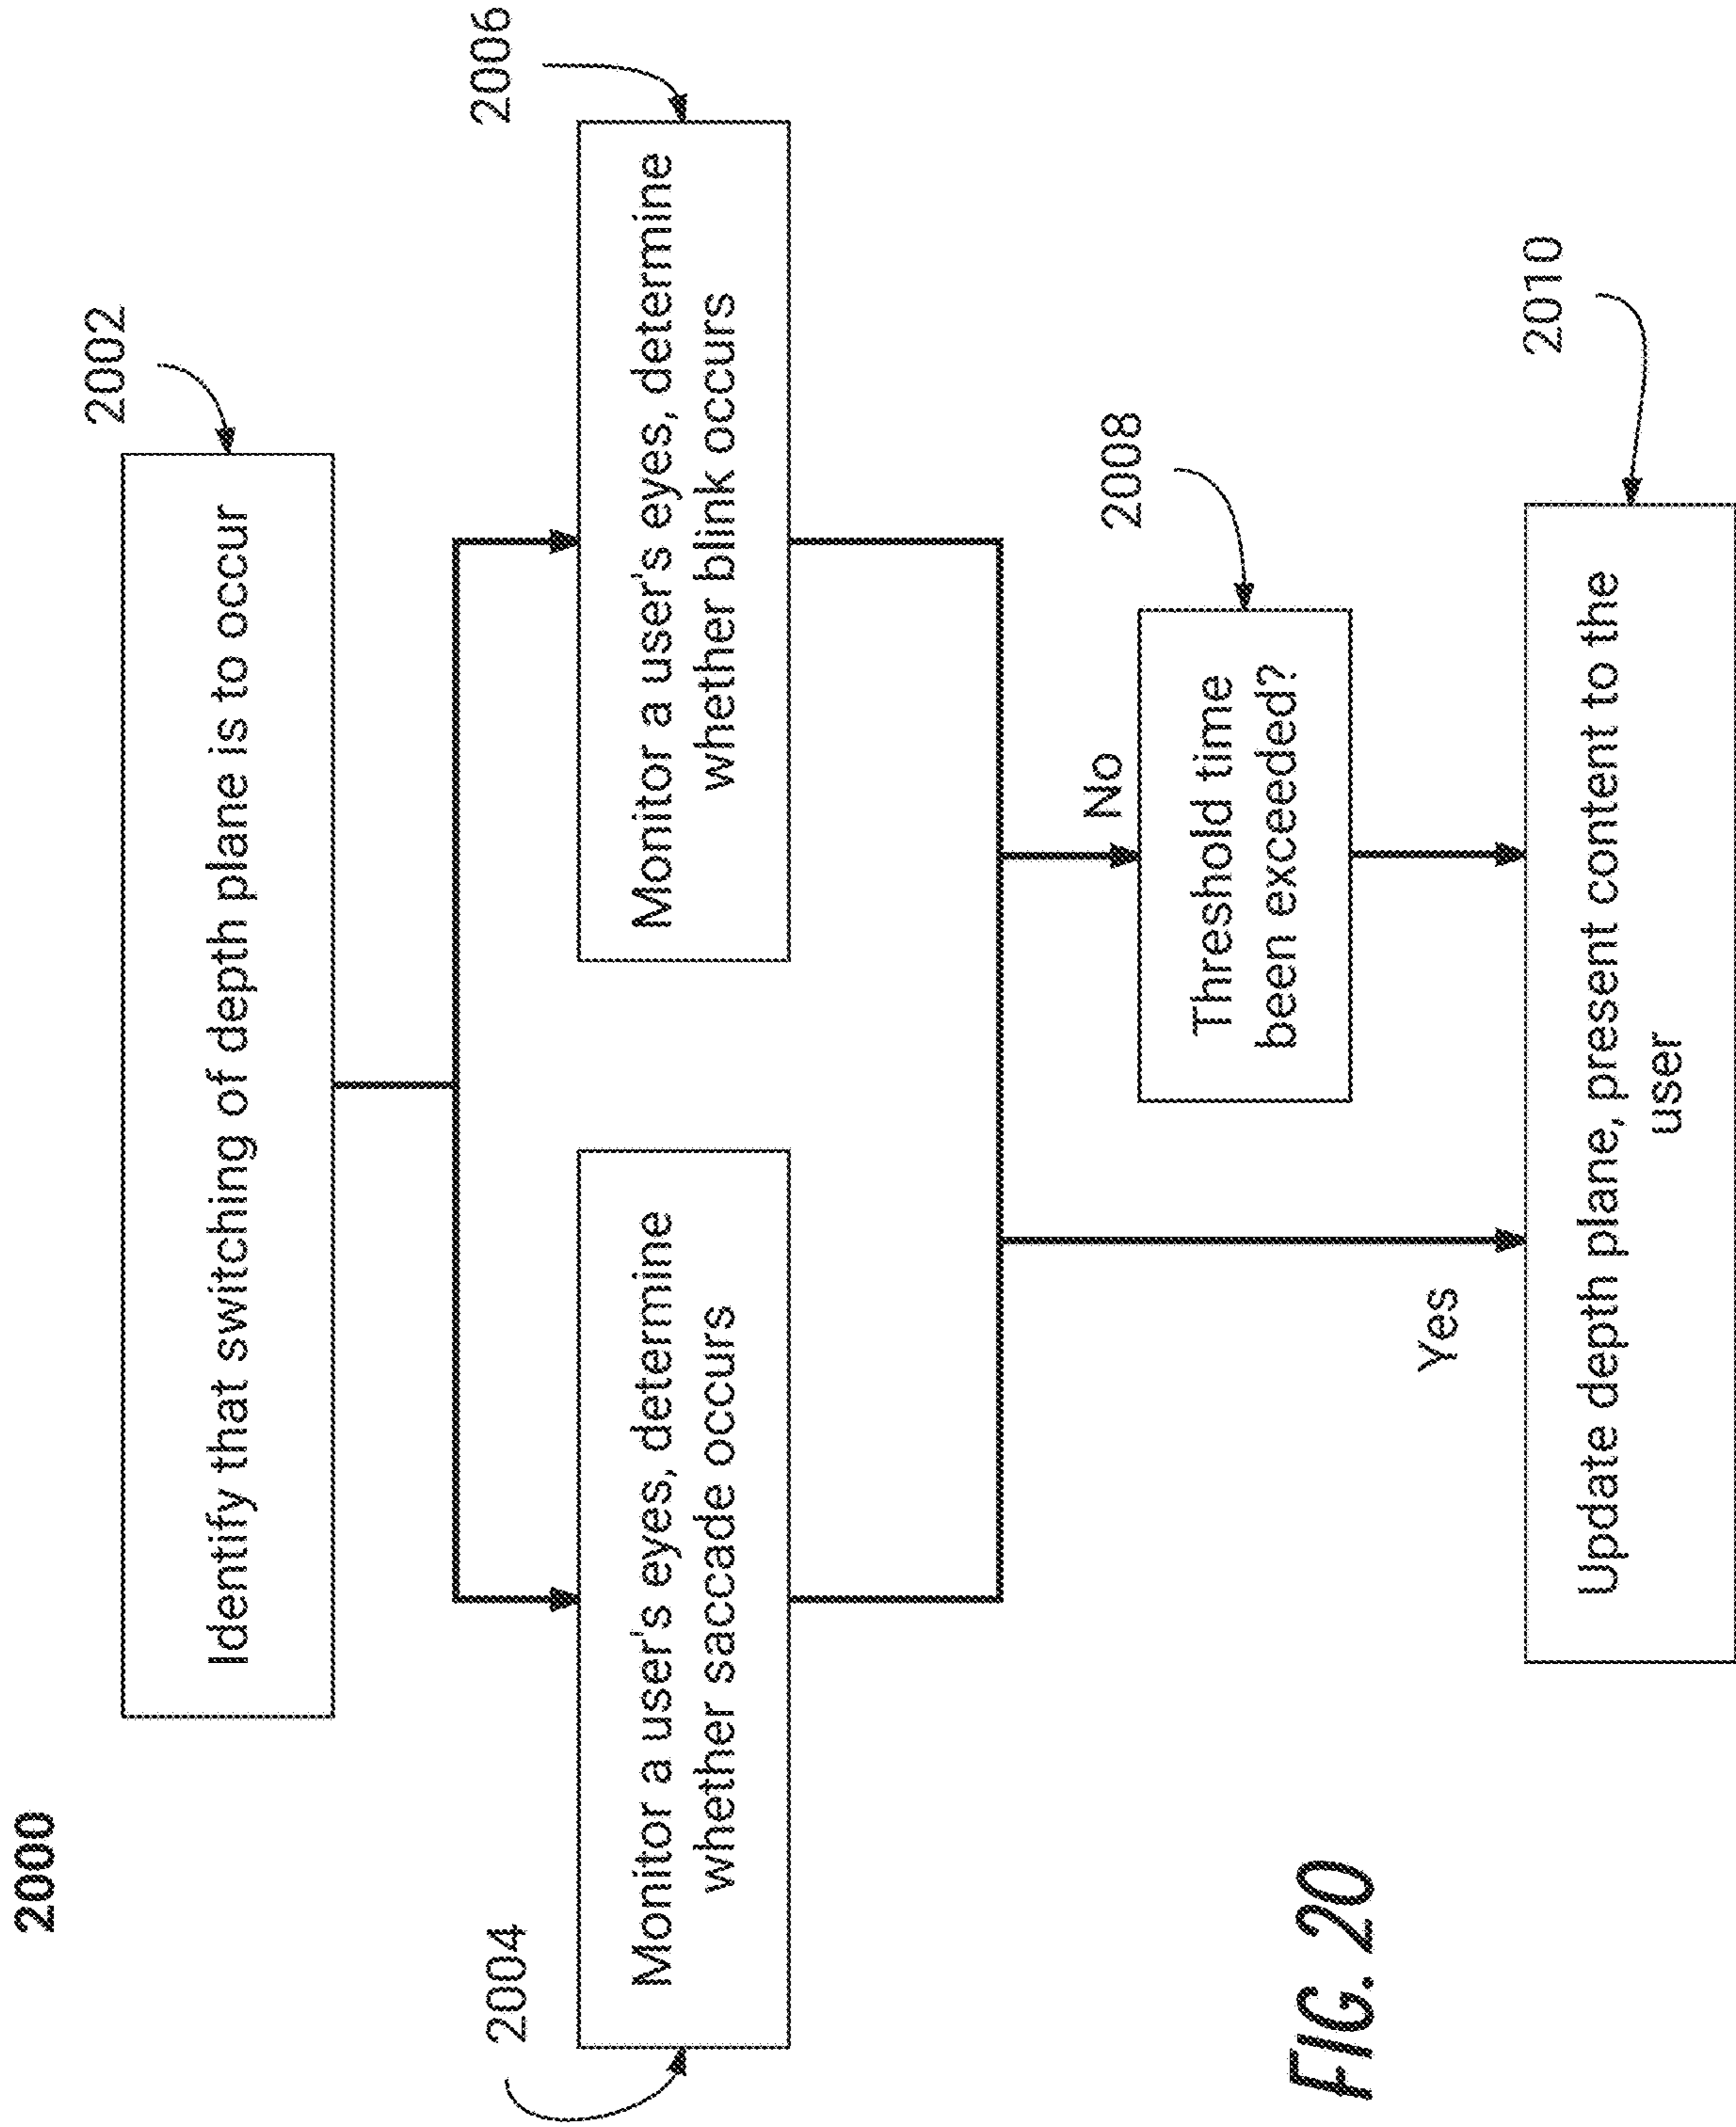 2000
2002
Identify that switching of depth plane is to occur
2004
Monitor a user's eyes, determine
whether saccade occurs
2006
Monitor a user's eyes, determine
whether blink occurs
No
2008
Threshold time
been exceeded?
Yes
2010
Update depth plane, present content to the
user
FIG. 20